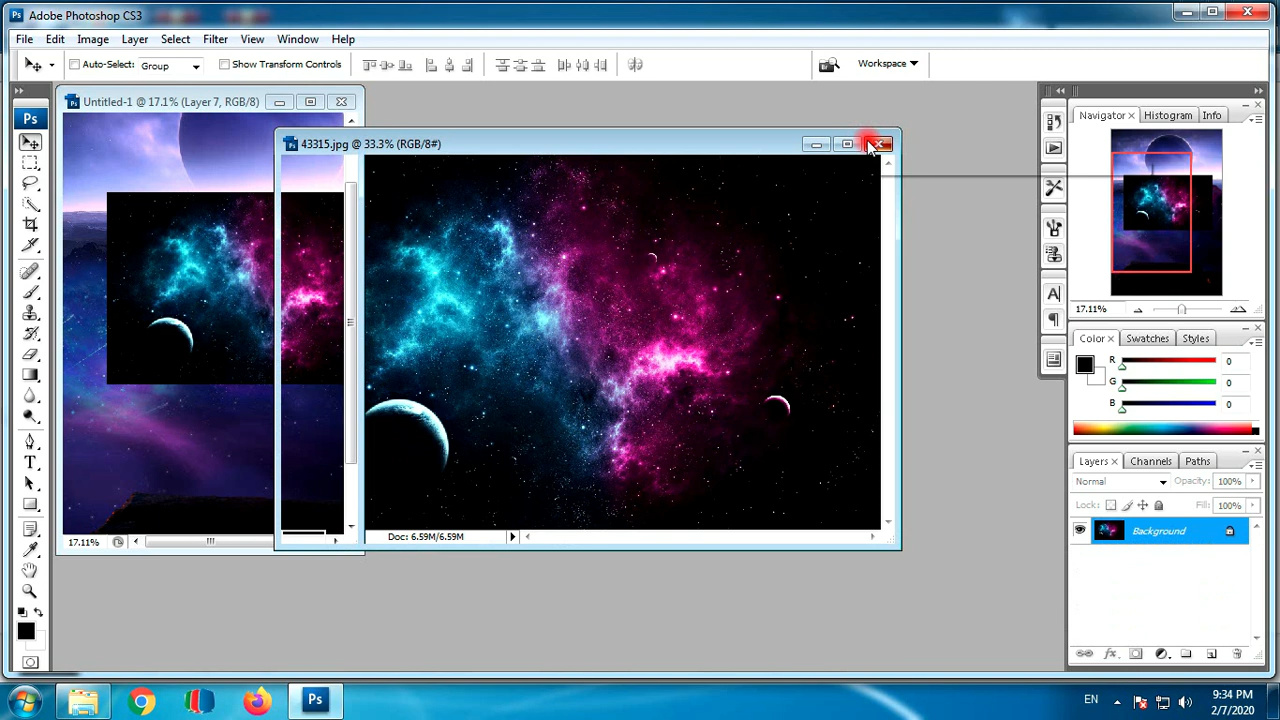 Adobe Photoshop CS3
File Edit Image Layer Select Filter View Window Help
Auto-Select: Group Show Transform Controls Workspace
Untitled-1 @ 17.1% (Layer 7, RGB/8)
43315.jpg @ 33.3% (RGB/8#)
17.11%
Doc: 6.59M/6.59M
Navigator Histogram Info
17.11%
Color Swatches Styles
R 0
G 0
B 0
Layers Channels Paths
Normal Opacity: 100%
Lock: Fill: 100%
Background
Ps
EN
9:34 PM
2/7/2020